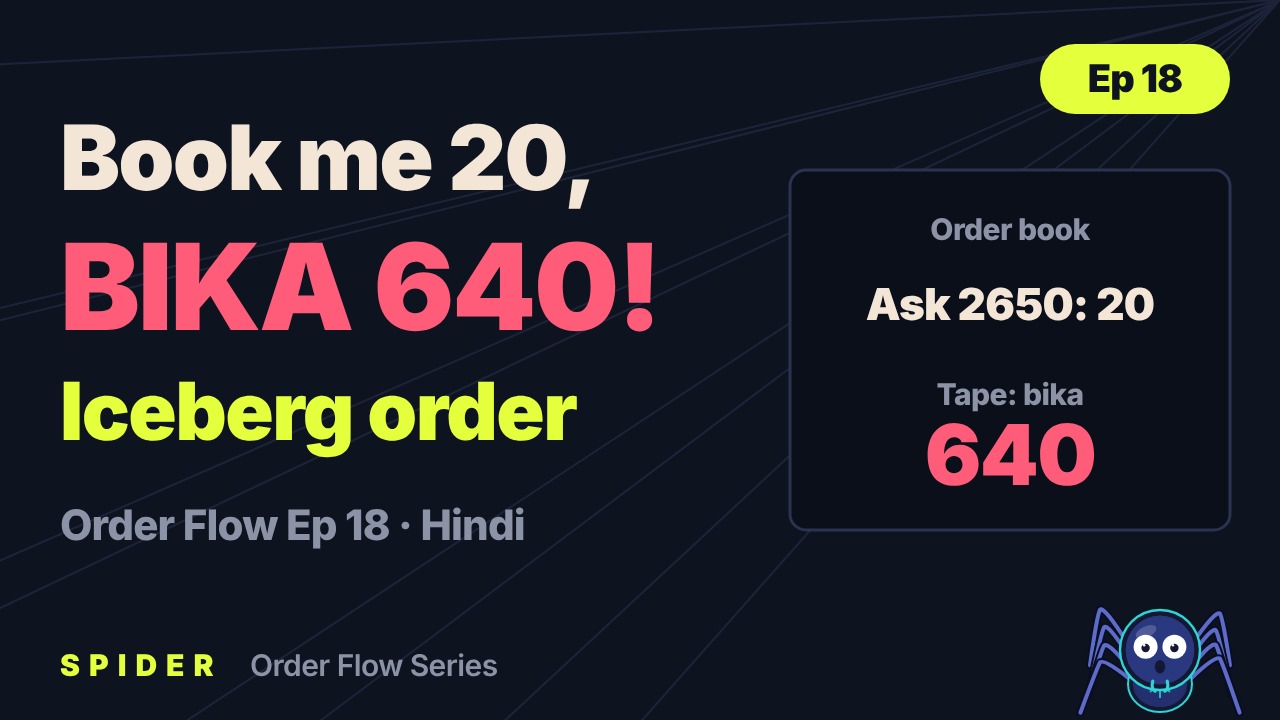 Ep 18
Book me 20,
BIKA 640!
Iceberg order
Order Flow Ep 18 · Hindi
Order book
Ask 2650: 20
Tape: bika
640
SPIDER Order Flow Series